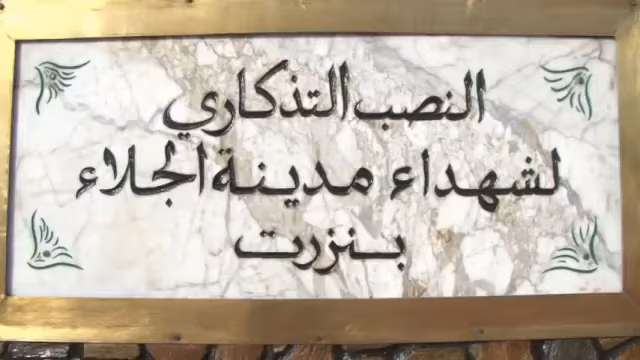 النصب التذكاري
لشهداء مدينة الجلاء
بنزرت